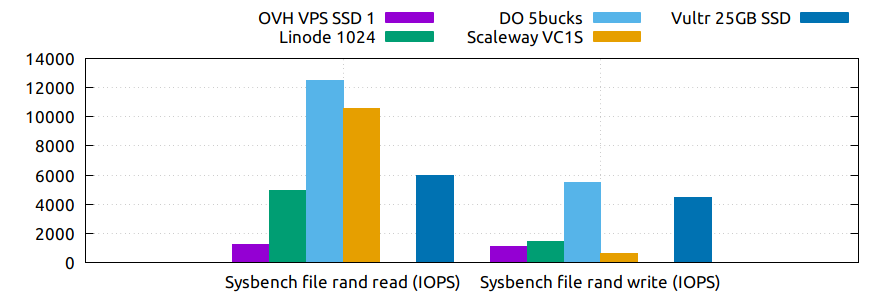 OVH VPS SSD 1 DO 5bucks Vultr 25GB SSD
Linode 1024 Scaleway VC1S
14000
12000
10000
8000
6000
4000
2000
0
Sysbench file rand read (IOPS) Sysbench file rand write (IOPS)